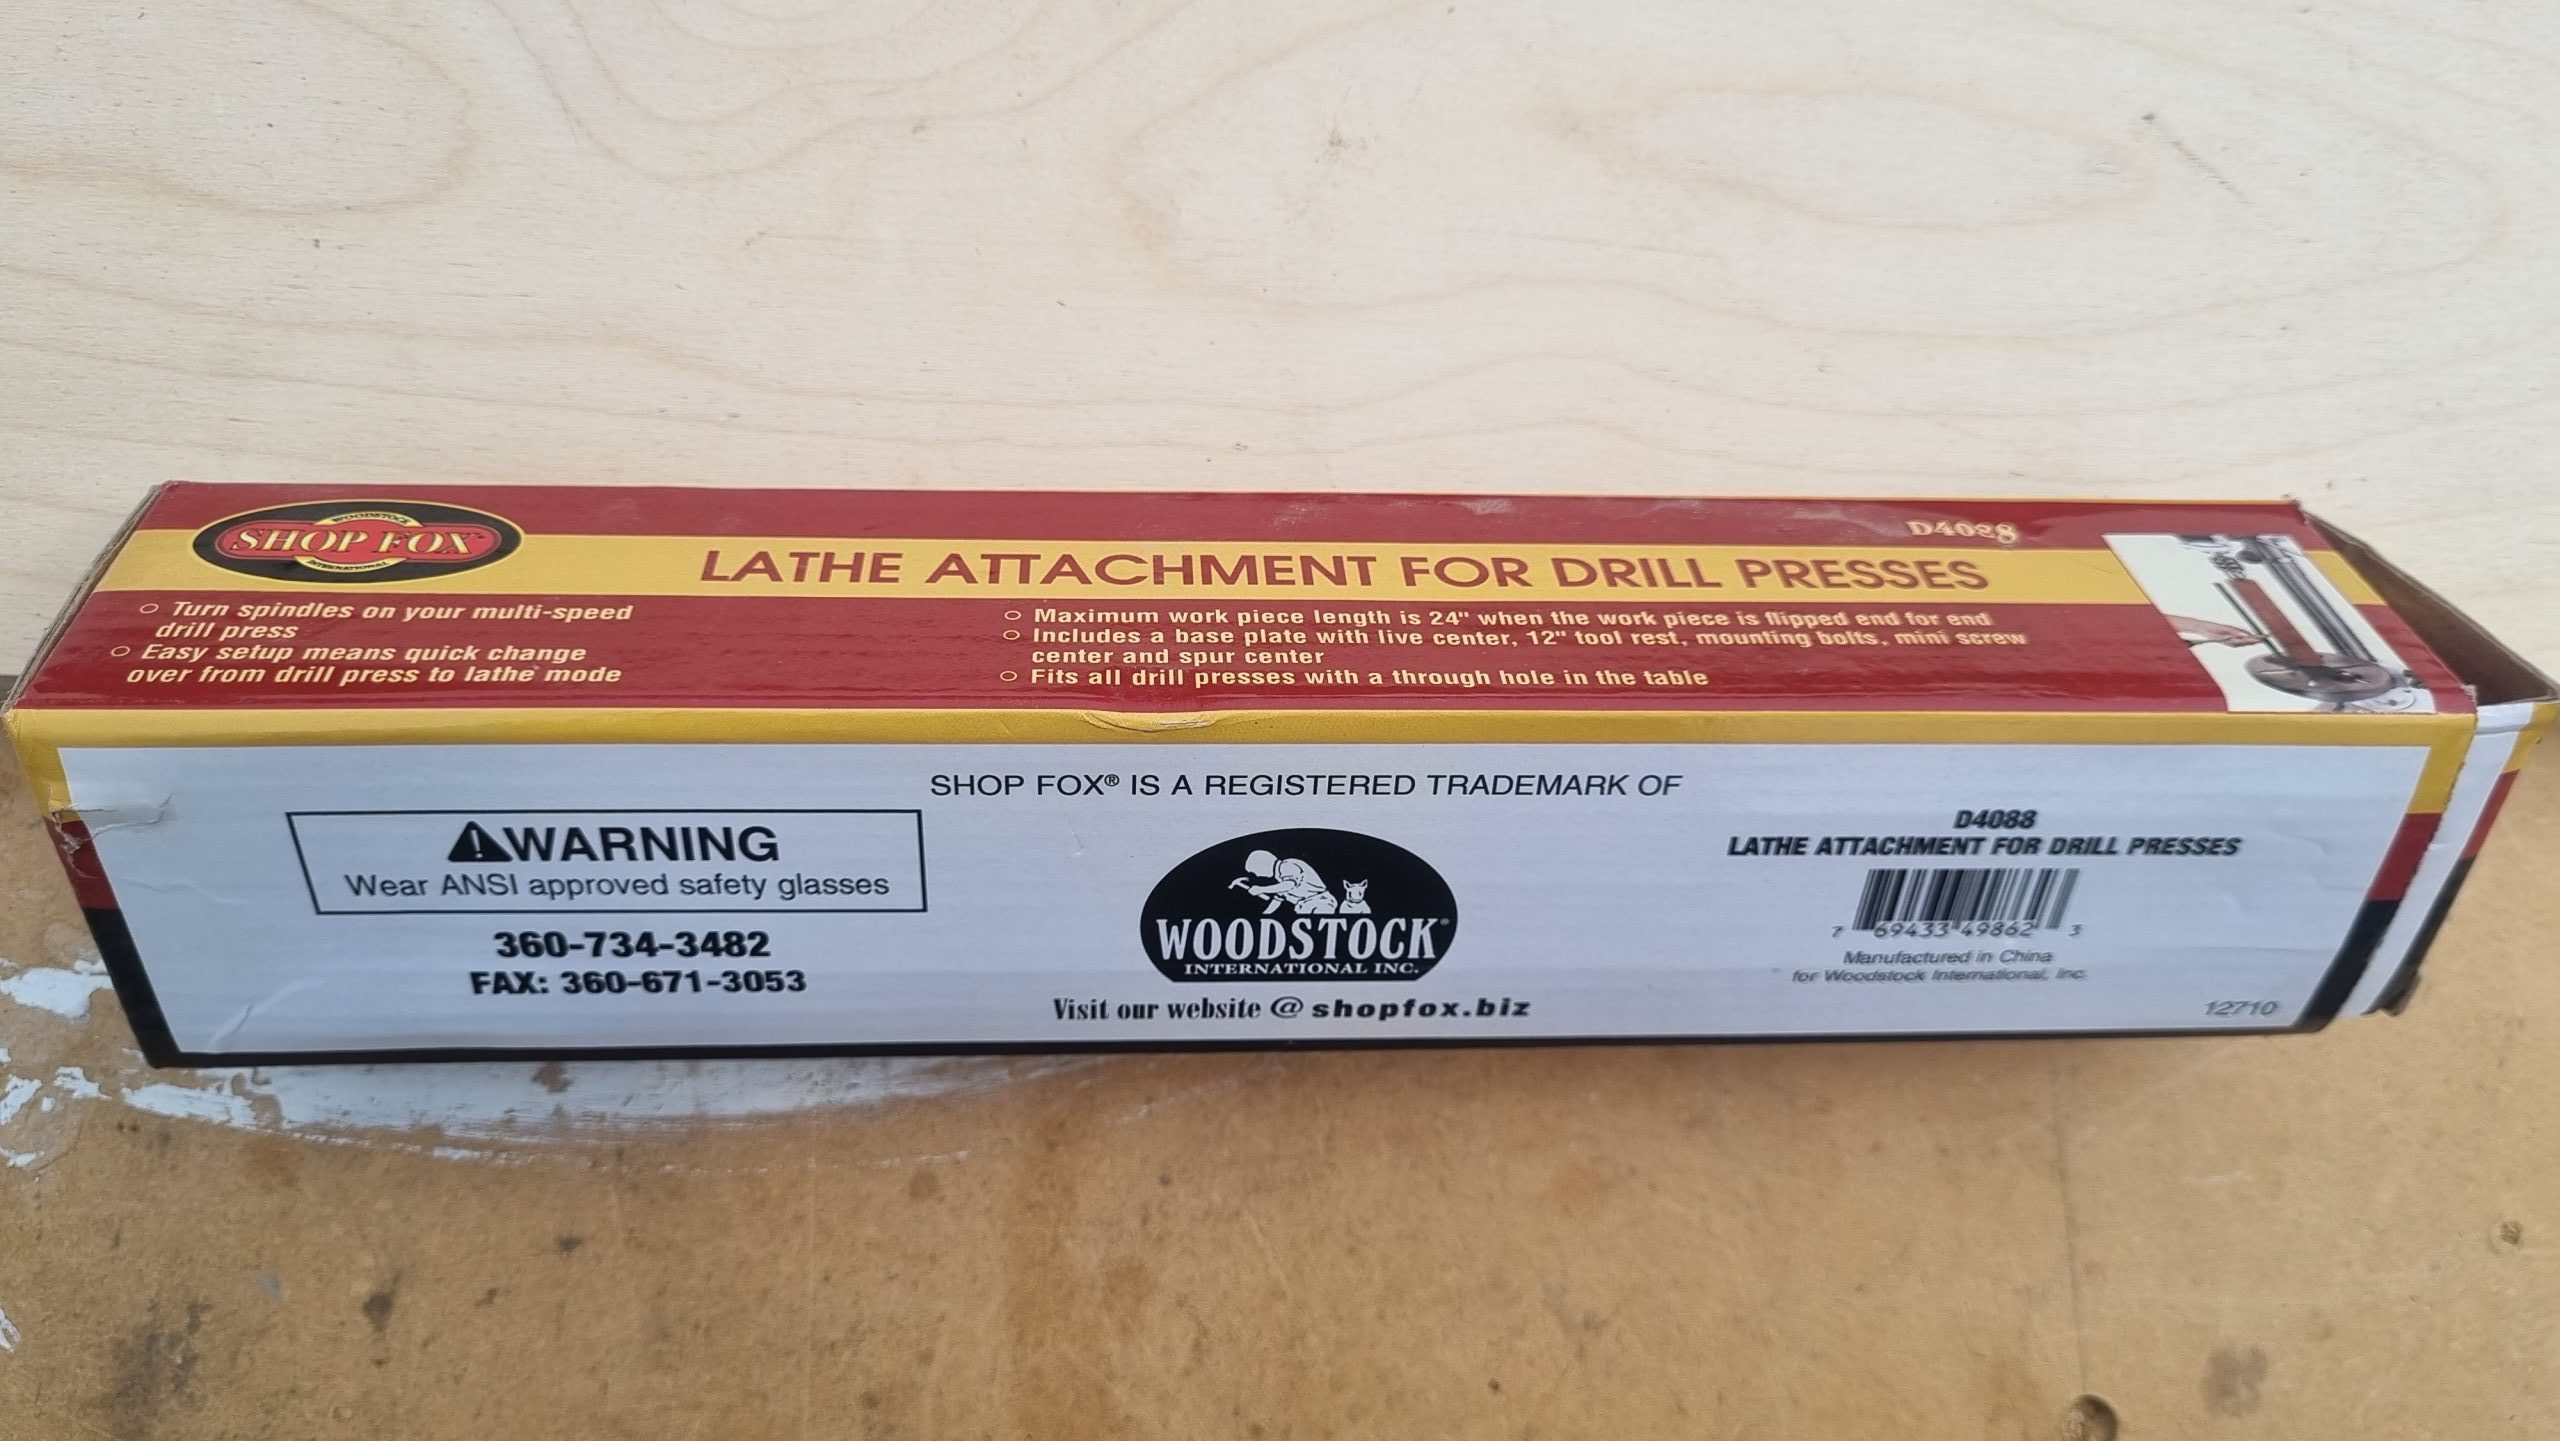 WOODSTOCK
SHOP FOX™
INTERNATIONAL
D4088
LATHE ATTACHMENT FOR DRILL PRESSES
○ Turn spindles on your multi-speed
drill press
○ Easy setup means quick change
over from drill press to lathe mode
○ Maximum work piece length is 24" when the work piece is flipped end for end
○ Includes a base plate with live center, 12" tool rest, mounting bolts, mini screw
center and spur center
○ Fits all drill presses with a through hole in the table
SHOP FOX® IS A REGISTERED TRADEMARK OF
⚠WARNING
Wear ANSI approved safety glasses
360-734-3482
FAX: 360-671-3053
WOODSTOCK®
INTERNATIONAL INC.
Visit our website @ shopfox.biz
D4088
LATHE ATTACHMENT FOR DRILL PRESSES
7 69433 49862 3
Manufactured in China
for Woodstock International, Inc.
12710